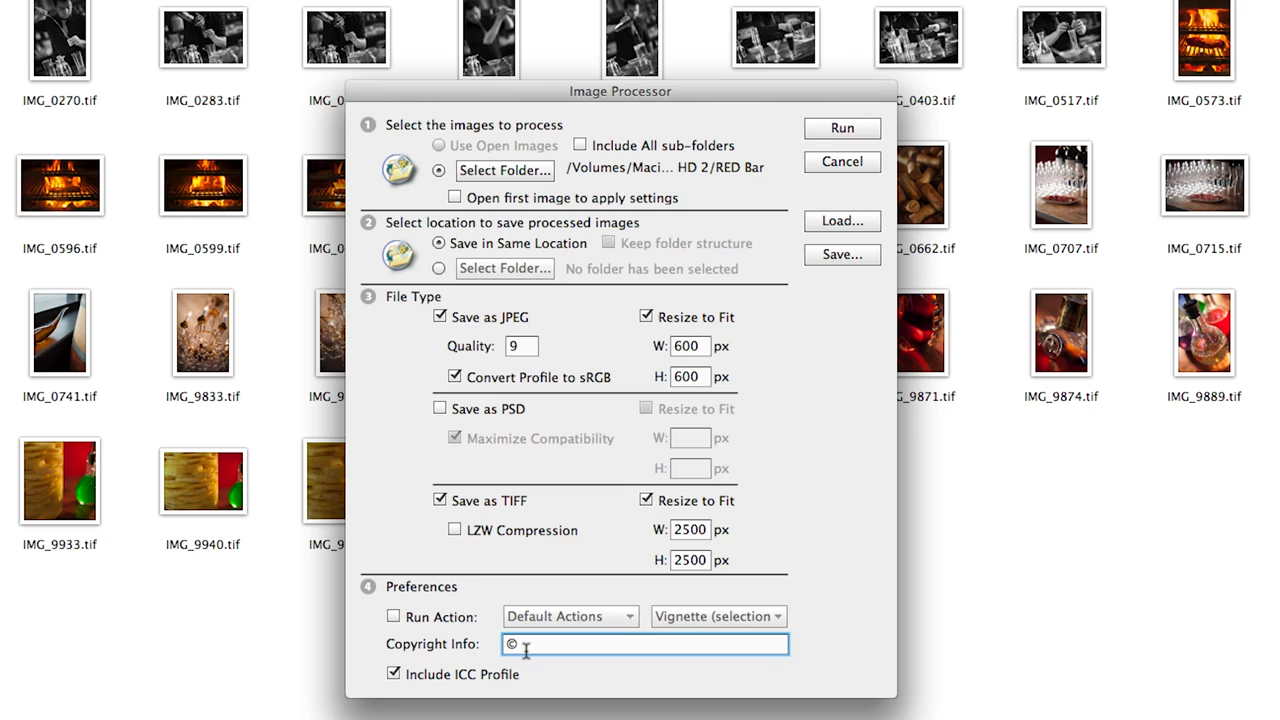 IMG_0270.tif
IMG_0283.tif
IMG_0
G_0403.tif
IMG_0517.tif
IMG_0573.tif
Image Processor
1 Select the images to process
Use Open Images Include All sub-folders
Select Folder... /Volumes/Maci... HD 2/RED Bar
Open first image to apply settings
Run
Cancel
2 Select location to save processed images
Save in Same Location Keep folder structure
Select Folder... No folder has been selected
Load...
Save...
IMG_0596.tif
IMG_0599.tif
IMG_0
_0662.tif
IMG_0707.tif
IMG_0715.tif
3 File Type
Save as JPEG Resize to Fit
Quality: 9 W: 600 px
Convert Profile to sRGB H: 600 px
Save as PSD Resize to Fit
Maximize Compatibility W: px
H: px
Save as TIFF Resize to Fit
LZW Compression W: 2500 px
H: 2500 px
IMG_0741.tif
IMG_9833.tif
IMG_9
_9871.tif
IMG_9874.tif
IMG_9889.tif
IMG_9933.tif
IMG_9940.tif
IMG_9
4 Preferences
Run Action: Default Actions Vignette (selection
Copyright Info: ©
Include ICC Profile